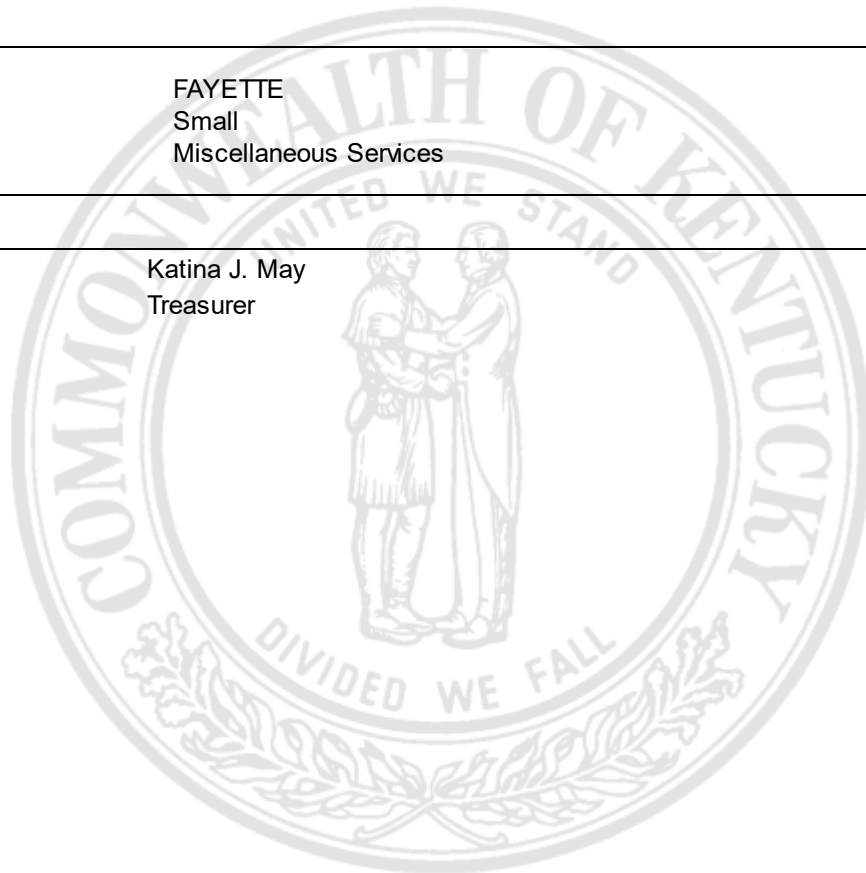 FAYETTE
Small
Miscellaneous Services
Katina J. May
Treasurer
COMMONWEALTH OF KENTUCKY
UNITED WE STAND
DIVIDED WE FALL